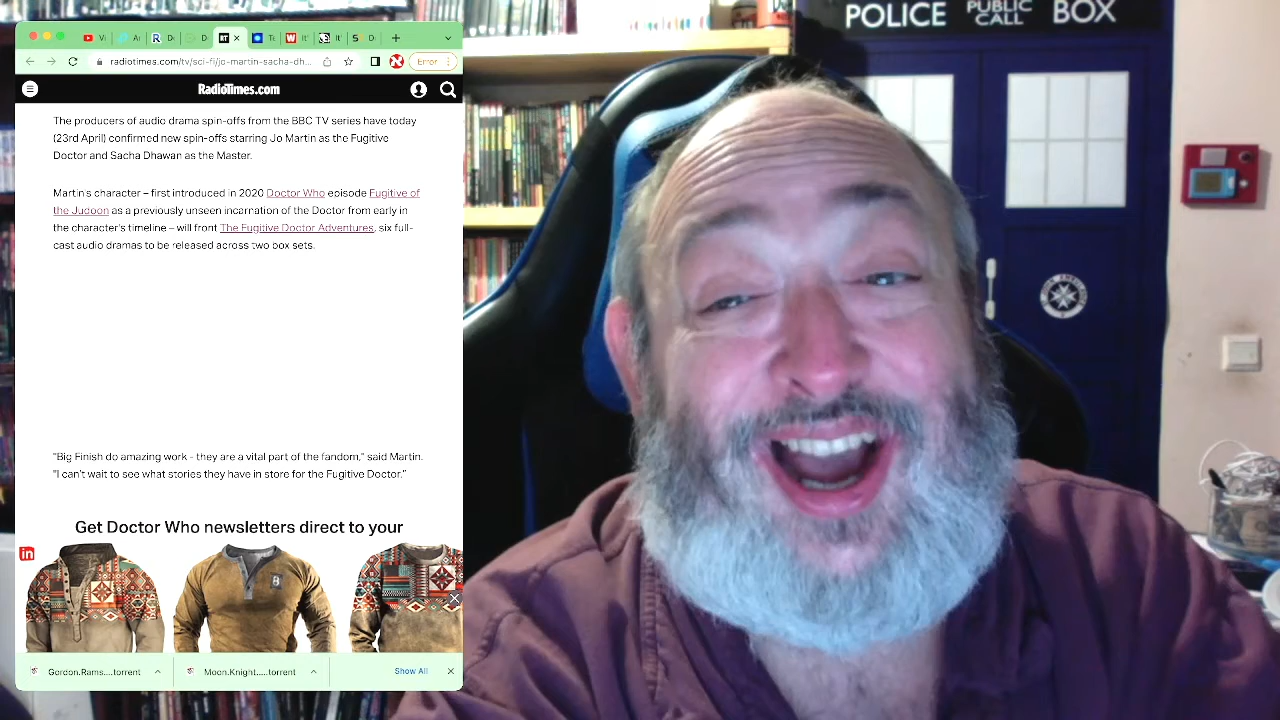 POLICE PUBLIC CALL BOX
radiotimes.com/tv/sci-fi/jo-martin-sacha-dh...
Error
RadioTimes.com
The producers of audio drama spin-offs from the BBC TV series have today
(23rd April) confirmed new spin-offs starring Jo Martin as the Fugitive
Doctor and Sacha Dhawan as the Master.
Martin's character – first introduced in 2020 Doctor Who episode Fugitive of
the Judoon as a previously unseen incarnation of the Doctor from early in
the character's timeline – will front The Fugitive Doctor Adventures, six full-
cast audio dramas to be released across two box sets.
"Big Finish do amazing work - they are a vital part of the fandom," said Martin.
"I can't wait to see what stories they have in store for the Fugitive Doctor."
Get Doctor Who newsletters direct to your
in
Gordon.Rams....torrent
Moon.Knight.....torrent
Show All